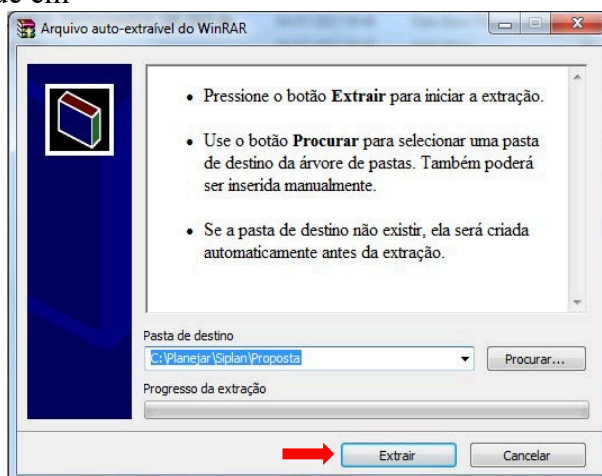 Arquivo auto-extraível do WinRAR
• Pressione o botão Extrair para iniciar a extração.
• Use o botão Procurar para selecionar uma pasta
de destino da árvore de pastas. Também poderá
ser inserida manualmente.
• Se a pasta de destino não existir, ela será criada
automaticamente antes da extração.
Pasta de destino
C:\Planejar\Siplan\Proposta
Procurar...
Progresso da extração
Extrair
Cancelar